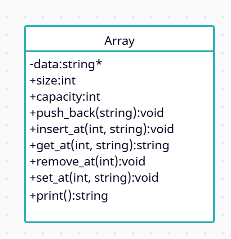 Array
-data:string*
+size:int
+capacity:int
+push_back(string):void
+insert_at(int, string):void
+get_at(int, string):string
+remove_at(int):void
+set_at(int, string):void
+print():string